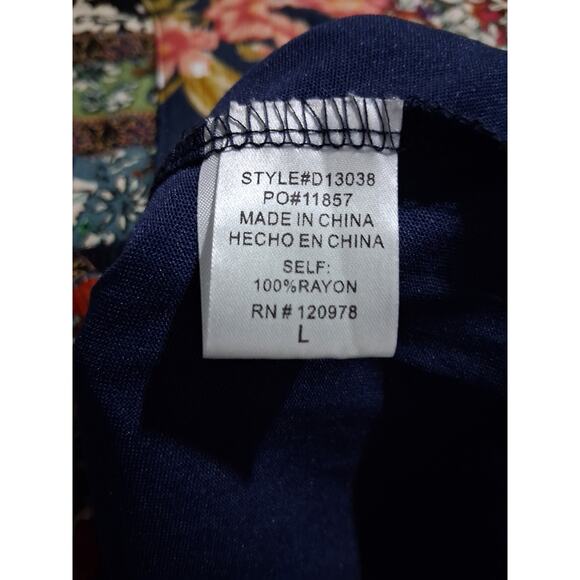 STYLE#D13038
PO#11857
MADE IN CHINA
HECHO EN CHINA
SELF:
100%RAYON
RN # 120978
L